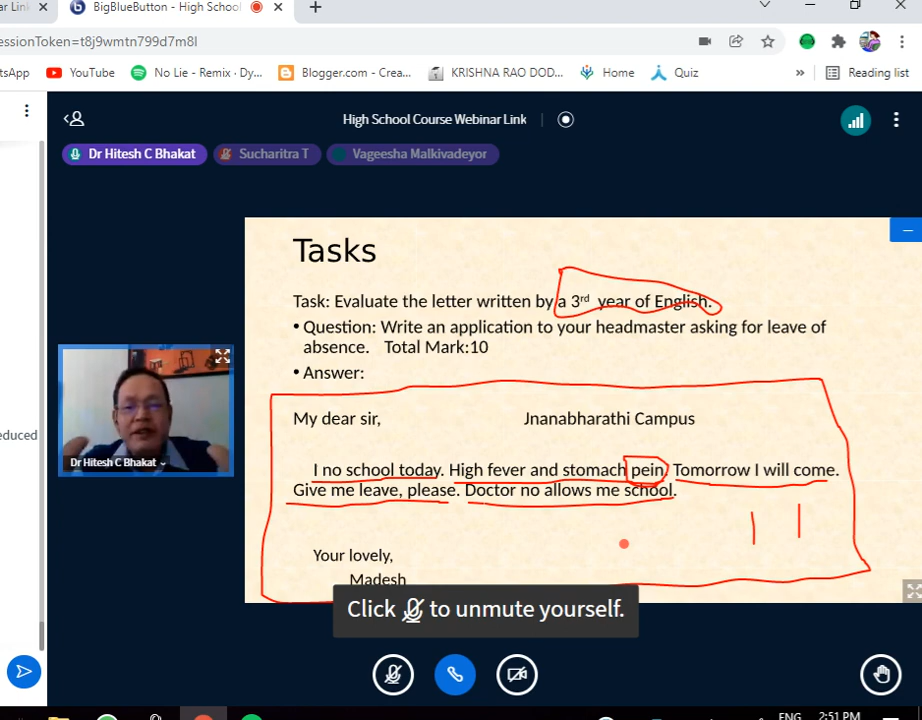 ar Link
BigBlueButton - High School
essionToken=t8j9wmtn799d7m8l
tsApp YouTube No Lie - Remix · Dy... Blogger.com - Crea... KRISHNA RAO DOD... Home Quiz » Reading list
High School Course Webinar Link
Dr Hitesh C Bhakat Sucharitra T Vageesha Malkivadeyor
Tasks
Task: Evaluate the letter written by a 3rd year of English.
• Question: Write an application to your headmaster asking for leave of
absence. Total Mark:10
• Answer:
My dear sir, Jnanabharathi Campus
I no school today. High fever and stomach pein. Tomorrow I will come.
Give me leave, please. Doctor no allows me school.
Your lovely,
Madesh
educed
Dr Hitesh C Bhakat
Click to unmute yourself.
ENG 2:51 PM